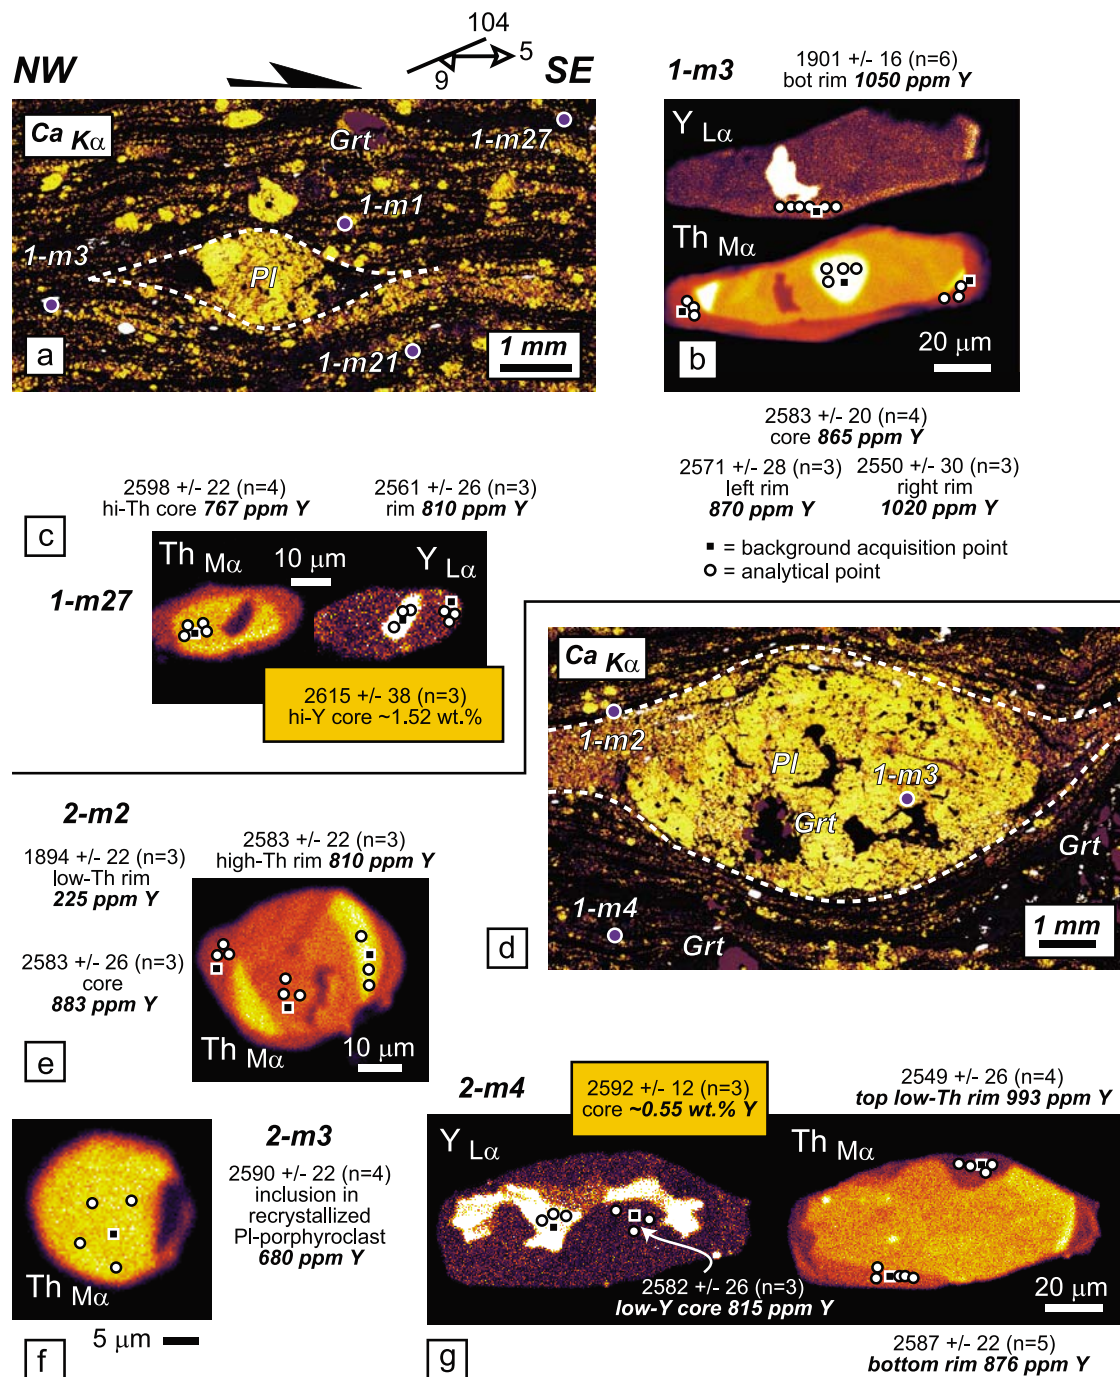 NW
104
5
9
SE
Ca Kα
Grt
1-m27
1-m1
1-m3
Pl
1-m21
a
1 mm
1-m3
1901 +/- 16 (n=6)
bot rim 1050 ppm Y
Y Lα
Th Mα
20 μm
b
2583 +/- 20 (n=4)
core 865 ppm Y
2571 +/- 28 (n=3)
left rim
870 ppm Y
2550 +/- 30 (n=3)
right rim
1020 ppm Y
= background acquisition point
= analytical point
c
1-m27
2598 +/- 22 (n=4)
hi-Th core 767 ppm Y
2561 +/- 26 (n=3)
rim 810 ppm Y
Th Mα
10 μm
Y Lα
2615 +/- 38 (n=3)
hi-Y core ~1.52 wt.%
Ca Kα
1-m2
Pl
1-m3
Grt
Grt
1-m4
Grt
1 mm
d
2-m2
1894 +/- 22 (n=3)
low-Th rim
225 ppm Y
2583 +/- 22 (n=3)
high-Th rim 810 ppm Y
2583 +/- 26 (n=3)
core
883 ppm Y
Th Mα
10 μm
e
2-m3
2590 +/- 22 (n=4)
inclusion in
recrystallized
Pl-porphyroclast
680 ppm Y
Th Mα
5 μm
f
2-m4
2592 +/- 12 (n=3)
core ~0.55 wt.% Y
2549 +/- 26 (n=4)
top low-Th rim 993 ppm Y
Y Lα
Th Mα
2582 +/- 26 (n=3)
low-Y core 815 ppm Y
20 μm
g
2587 +/- 22 (n=5)
bottom rim 876 ppm Y